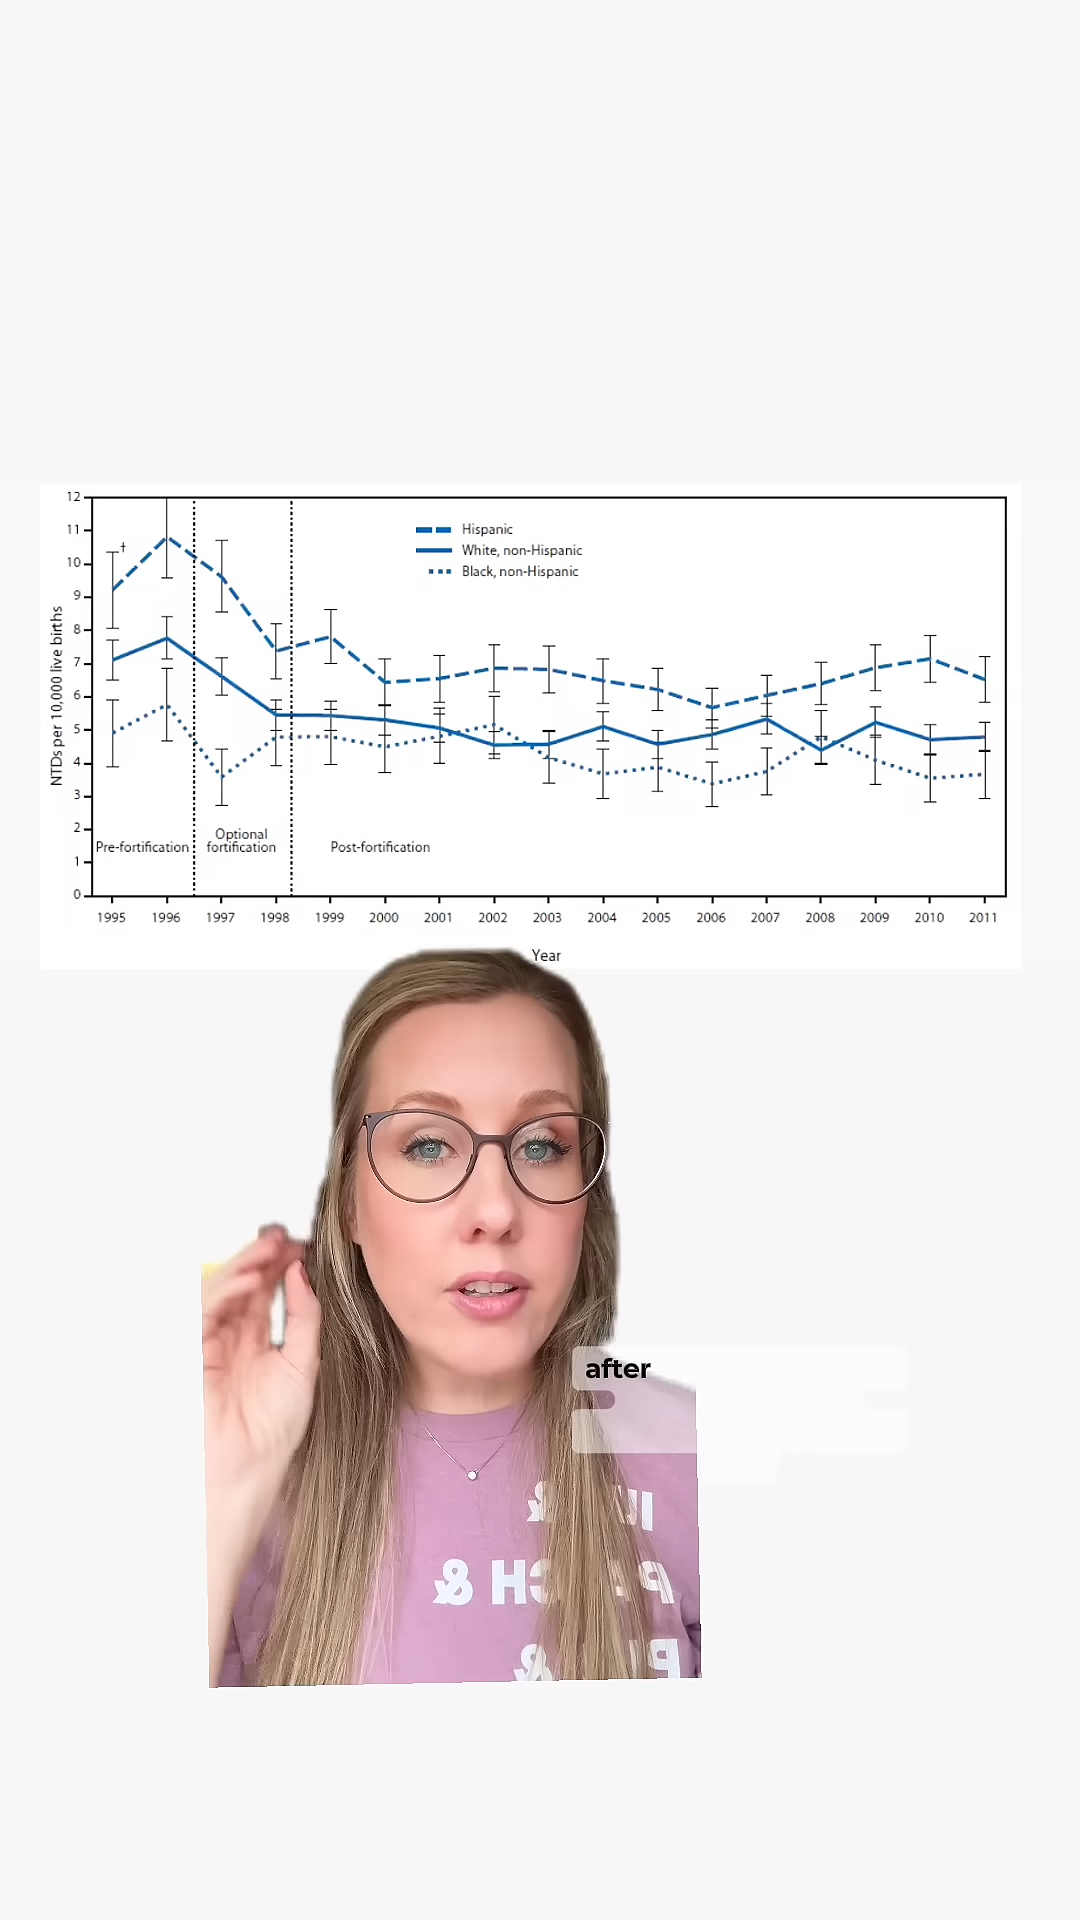 12
11
10
9
8
7
6
5
4
3
2
1
0
NTDs per 10,000 live births
†
Hispanic
White, non-Hispanic
Black, non-Hispanic
Pre-fortification
Optional
fortification
Post-fortification
1995 1996 1997 1998 1999 2000 2001 2002 2003 2004 2005 2006 2007 2008 2009 2010 2011
Year
after
&
CH &
&